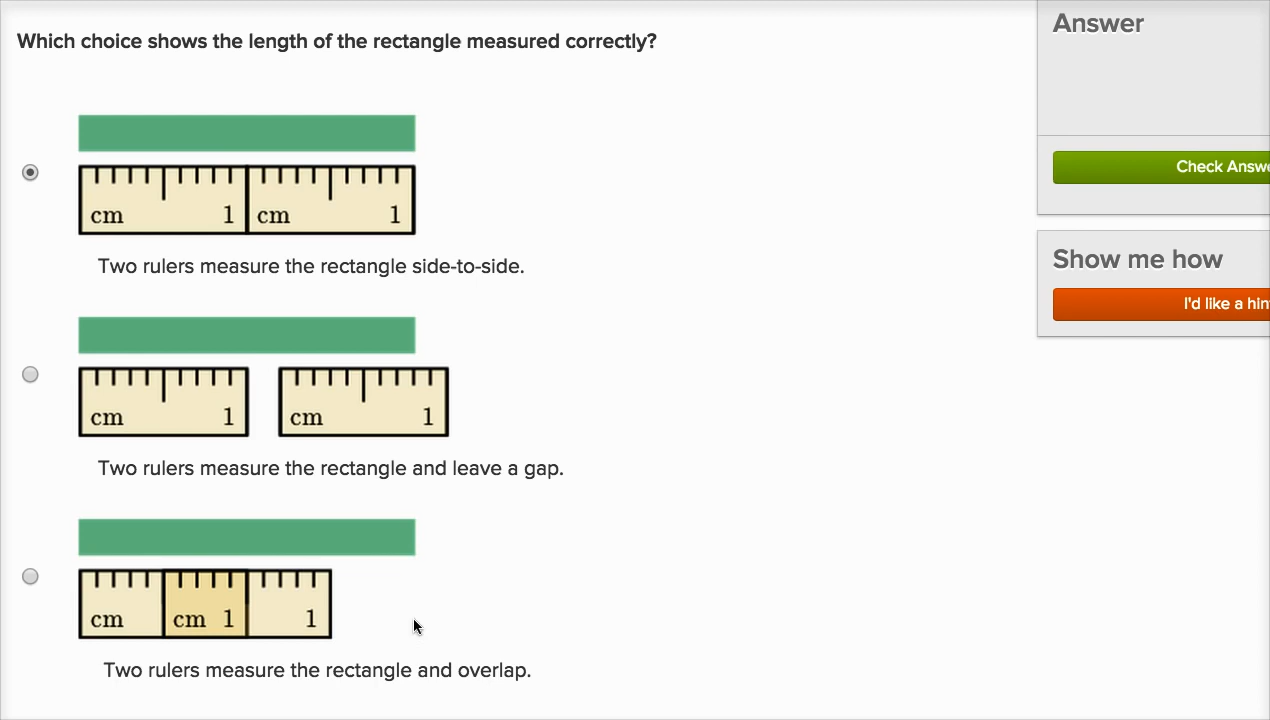 Which choice shows the length of the rectangle measured correctly?
Answer
Check Answe
Show me how
I'd like a hin
cm 1 cm 1
Two rulers measure the rectangle side-to-side.
cm 1 cm 1
Two rulers measure the rectangle and leave a gap.
cm cm 1 1
Two rulers measure the rectangle and overlap.